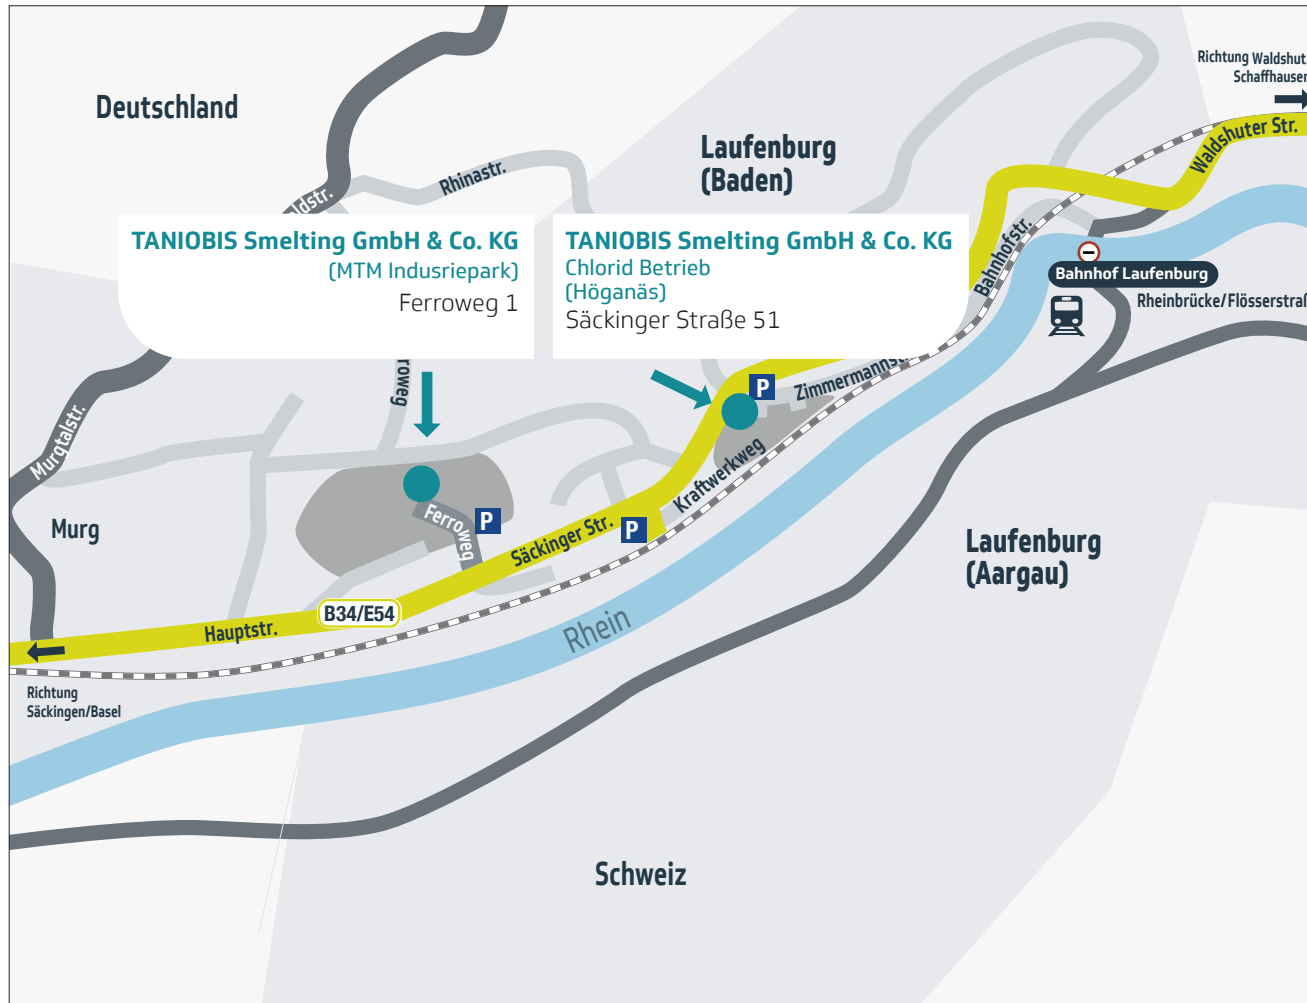 Deutschland
Richtung Waldshut
Schaffhausen
Waldshuter Str.
Laufenburg
(Baden)
Rhinastr.
TANIOBIS Smelting GmbH & Co. KG
(MTM Indusriepark)
Ferroweg 1
TANIOBIS Smelting GmbH & Co. KG
Chlorid Betrieb
(Höganäs)
Säckinger Straße 51
Bahnhofstr.
Bahnhof Laufenburg
Rheinbrücke/Flösserstraß
Zimmermannstr.
P
Murgtalstr.
Kraftwerkweg
Murg
Ferroweg
P
Säckinger Str.
P
Laufenburg
(Aargau)
B34/E54
Hauptstr.
Rhein
Richtung
Säckingen/Basel
Schweiz